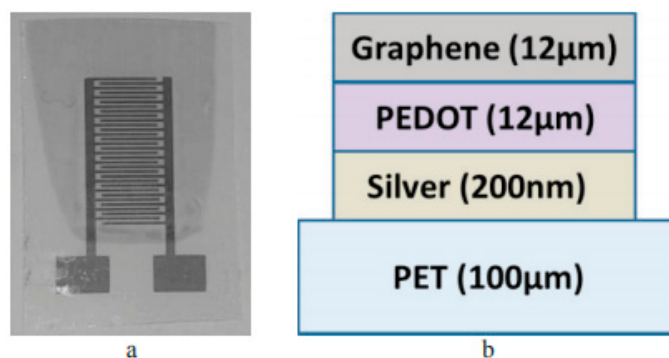 Graphene (12µm)
PEDOT (12µm)
Silver (200nm)
PET (100µm)
a
b